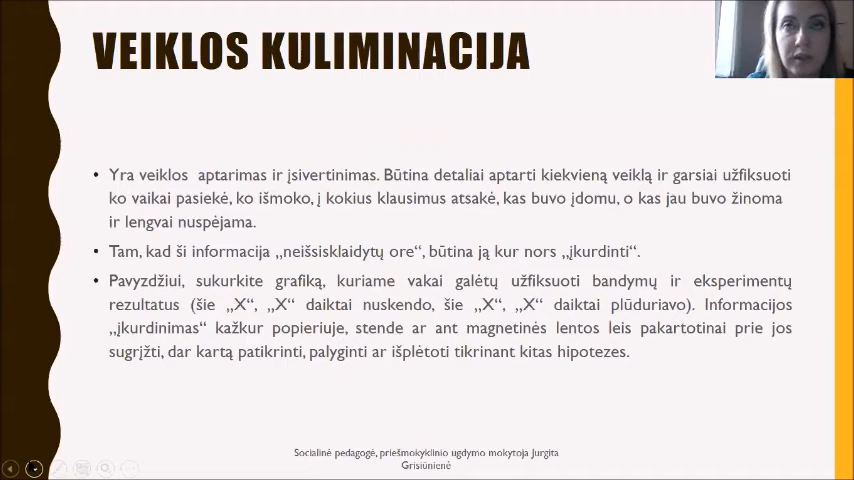 VEIKLOS KULIMINACIJA
• Yra veiklos aptarimas ir įsivertinimas. Būtina detaliai aptarti kiekvieną veiklą ir garsiai užfiksuoti
ko vaikai pasiekė, ko išmoko, į kokius klausimus atsakė, kas buvo įdomu, o kas jau buvo žinoma
ir lengvai nuspėjama.
• Tam, kad ši informacija „neišsisklaidytų ore“, būtina ją kur nors „įkurdinti“.
• Pavyzdžiui, sukurkite grafiką, kuriame vakai galėtų užfiksuoti bandymų ir eksperimentų
rezultatus (šie „X“, „X“ daiktai nuskendo, šie „X“, „X“ daiktai plūduriavo). Informacijos
„įkurdinimas“ kažkur popieriuje, stende ar ant magnetinės lentos leis pakartotinai prie jos
sugrįžti, dar kartą patikrinti, palyginti ar išplėtoti tikrinant kitas hipotezes.
Socialinė pedagogė, priešmokyklinio ugdymo mokytoja Jurgita
Grisiūnienė